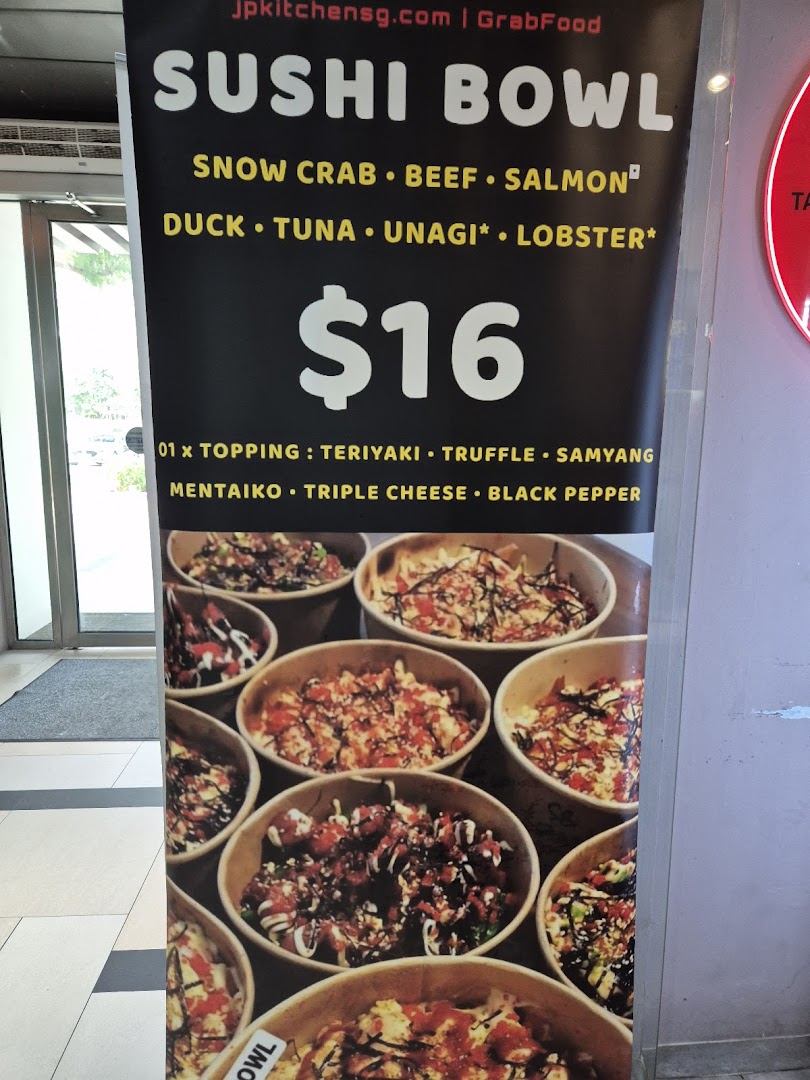 jpkitchensg.com | GrabFood
SUSHI BOWL
SNOW CRAB • BEEF • SALMON
DUCK • TUNA • UNAGI* • LOBSTER*
$16
01 x TOPPING : TERIYAKI • TRUFFLE • SAMYANG
MENTAIKO • TRIPLE CHEESE • BLACK PEPPER